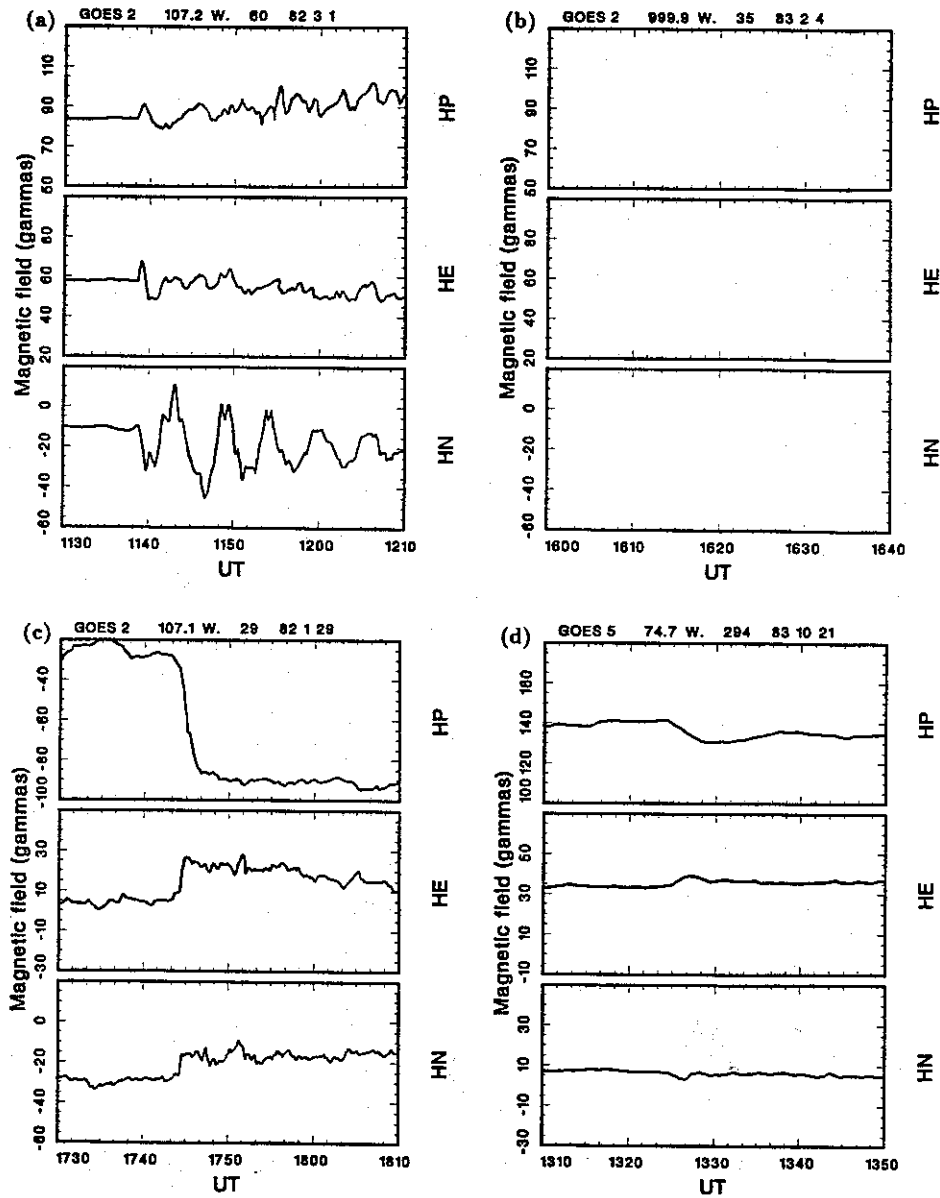 (a) GOES 2 107.2 W. 60 82 3 1
110
90
70
50
HP
Magnetic field (gammas)
80
60
40
20
HE
0
-20
-40
-60
HN
1130 1140 1150 1200 1210
UT
(b) GOES 2 999.9 W. 35 83 2 4
110
90
70
50
HP
Magnetic field (gammas)
80
60
40
20
HE
0
-20
-40
-60
HN
1600 1610 1620 1630 1640
UT
(c) GOES 2 107.1 W. 29 82 1 29
-40
-60
-80
-100
HP
Magnetic field (gammas)
30
10
-10
-30
HE
0
-20
-40
-60
HN
1730 1740 1750 1800 1810
UT
(d) GOES 5 74.7 W. 294 83 10 21
180
160
140
120
100
HP
Magnetic field (gammas)
50
30
10
-10
HE
30
10
-10
-30
HN
1310 1320 1330 1340 1350
UT